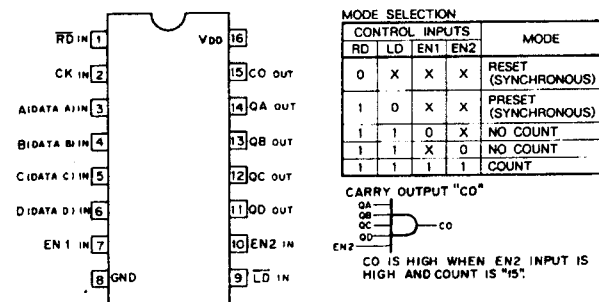 R̅D̅ IN 1
CK IN 2
A(DATA A) IN 3
B(DATA B) IN 4
C(DATA C) IN 5
D(DATA D) IN 6
EN 1 IN 7
8 GND
VDD 16
15 CO OUT
14 QA OUT
13 QB OUT
12 QC OUT
11 QD OUT
10 EN2 IN
9 L̅D̅ IN
MODE SELECTION
CONTROL INPUTS MODE
RD LD EN1 EN2
0 X X X RESET
(SYNCHRONOUS)
1 0 X X PRESET
(SYNCHRONOUS)
1 1 0 X NO COUNT
1 1 X 0 NO COUNT
1 1 1 1 COUNT
CARRY OUTPUT "CO"
QA
QB
QC
QD
EN2
CO
CO IS HIGH WHEN EN2 INPUT IS
HIGH AND COUNT IS "15".